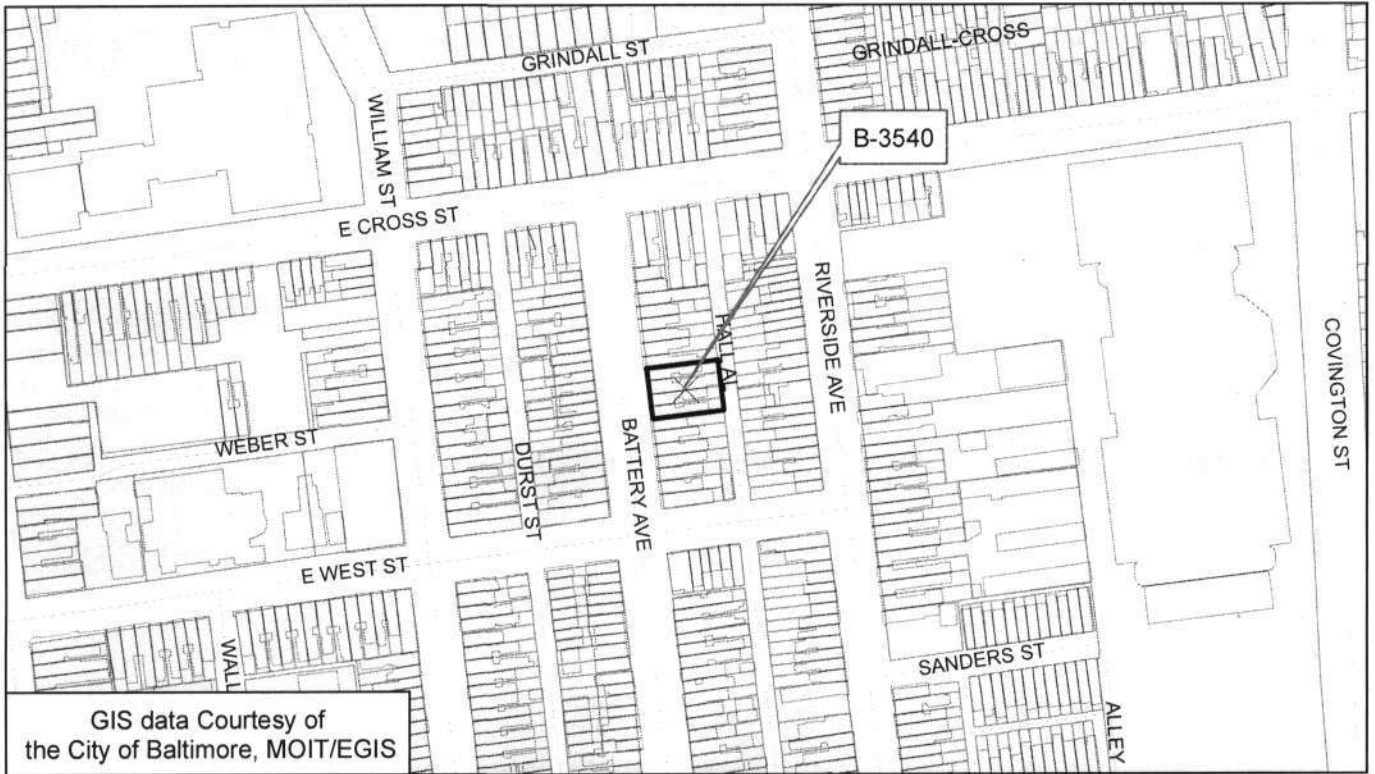 GRINDALL ST
GRINDALL-CROSS
WILLIAM ST
B-3540
E CROSS ST
RIVERSIDE AVE
HALL AL
COVINGTON ST
WEBER ST
DURST ST
BATTERY AVE
E WEST ST
WALL
SANDERS ST
ALLEY
GIS data Courtesy of
the City of Baltimore, MOIT/EGIS